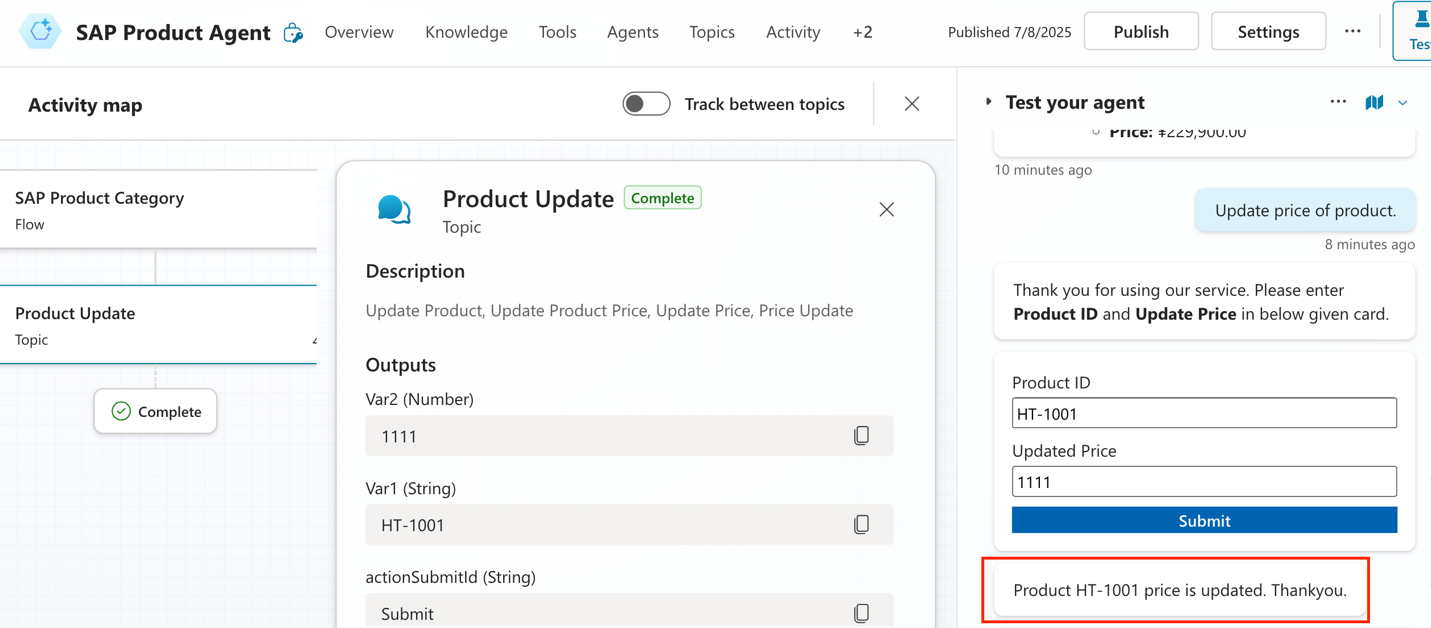 SAP Product Agent
Overview
Knowledge
Tools
Agents
Topics
Activity
+2
Published 7/8/2025
Publish
Settings
Activity map
Track between topics
SAP Product Category
Flow
Product Update
Topic
Complete
Product Update
Complete
Topic
Description
Update Product, Update Product Price, Update Price, Price Update
Outputs
Var2 (Number)
1111
Var1 (String)
HT-1001
actionSubmitId (String)
Submit
Test your agent
Price: ¥229,900.00
10 minutes ago
Update price of product.
8 minutes ago
Thank you for using our service. Please enter
Product ID and Update Price in below given card.
Product ID
HT-1001
Updated Price
1111
Submit
Product HT-1001 price is updated. Thankyou.